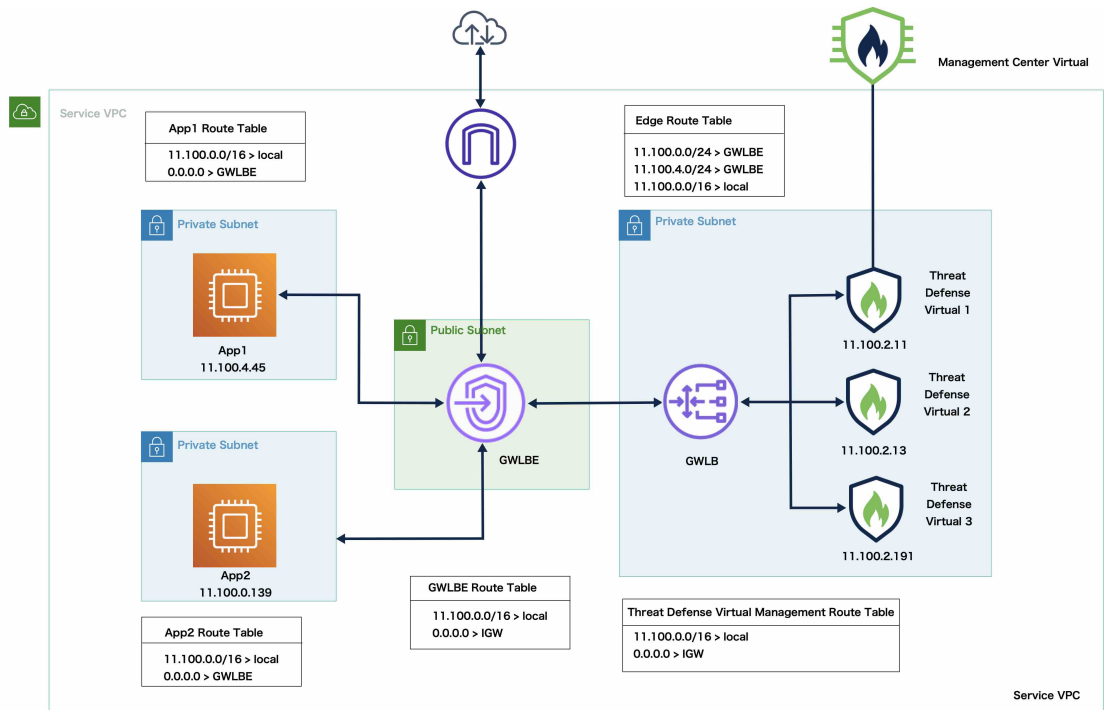 Management Center Virtual
Service VPC
App1 Route Table
11.100.0.0/16 > local
0.0.0.0 > GWLBE
Edge Route Table
11.100.0.0/24 > GWLBE
11.100.4.0/24 > GWLBE
11.100.0.0/16 > local
Private Subnet
App1
11.100.4.45
Private Subnet
Threat
Defense
Virtual 1
11.100.2.11
Public Subnet
GWLBE
GWLB
Threat
Defense
Virtual 2
11.100.2.13
Private Subnet
App2
11.100.0.139
Threat
Defense
Virtual 3
11.100.2.191
GWLBE Route Table
11.100.0.0/16 > local
0.0.0.0 > IGW
Threat Defense Virtual Management Route Table
11.100.0.0/16 > local
0.0.0.0 > IGW
App2 Route Table
11.100.0.0/16 > local
0.0.0.0 > GWLBE
Service VPC